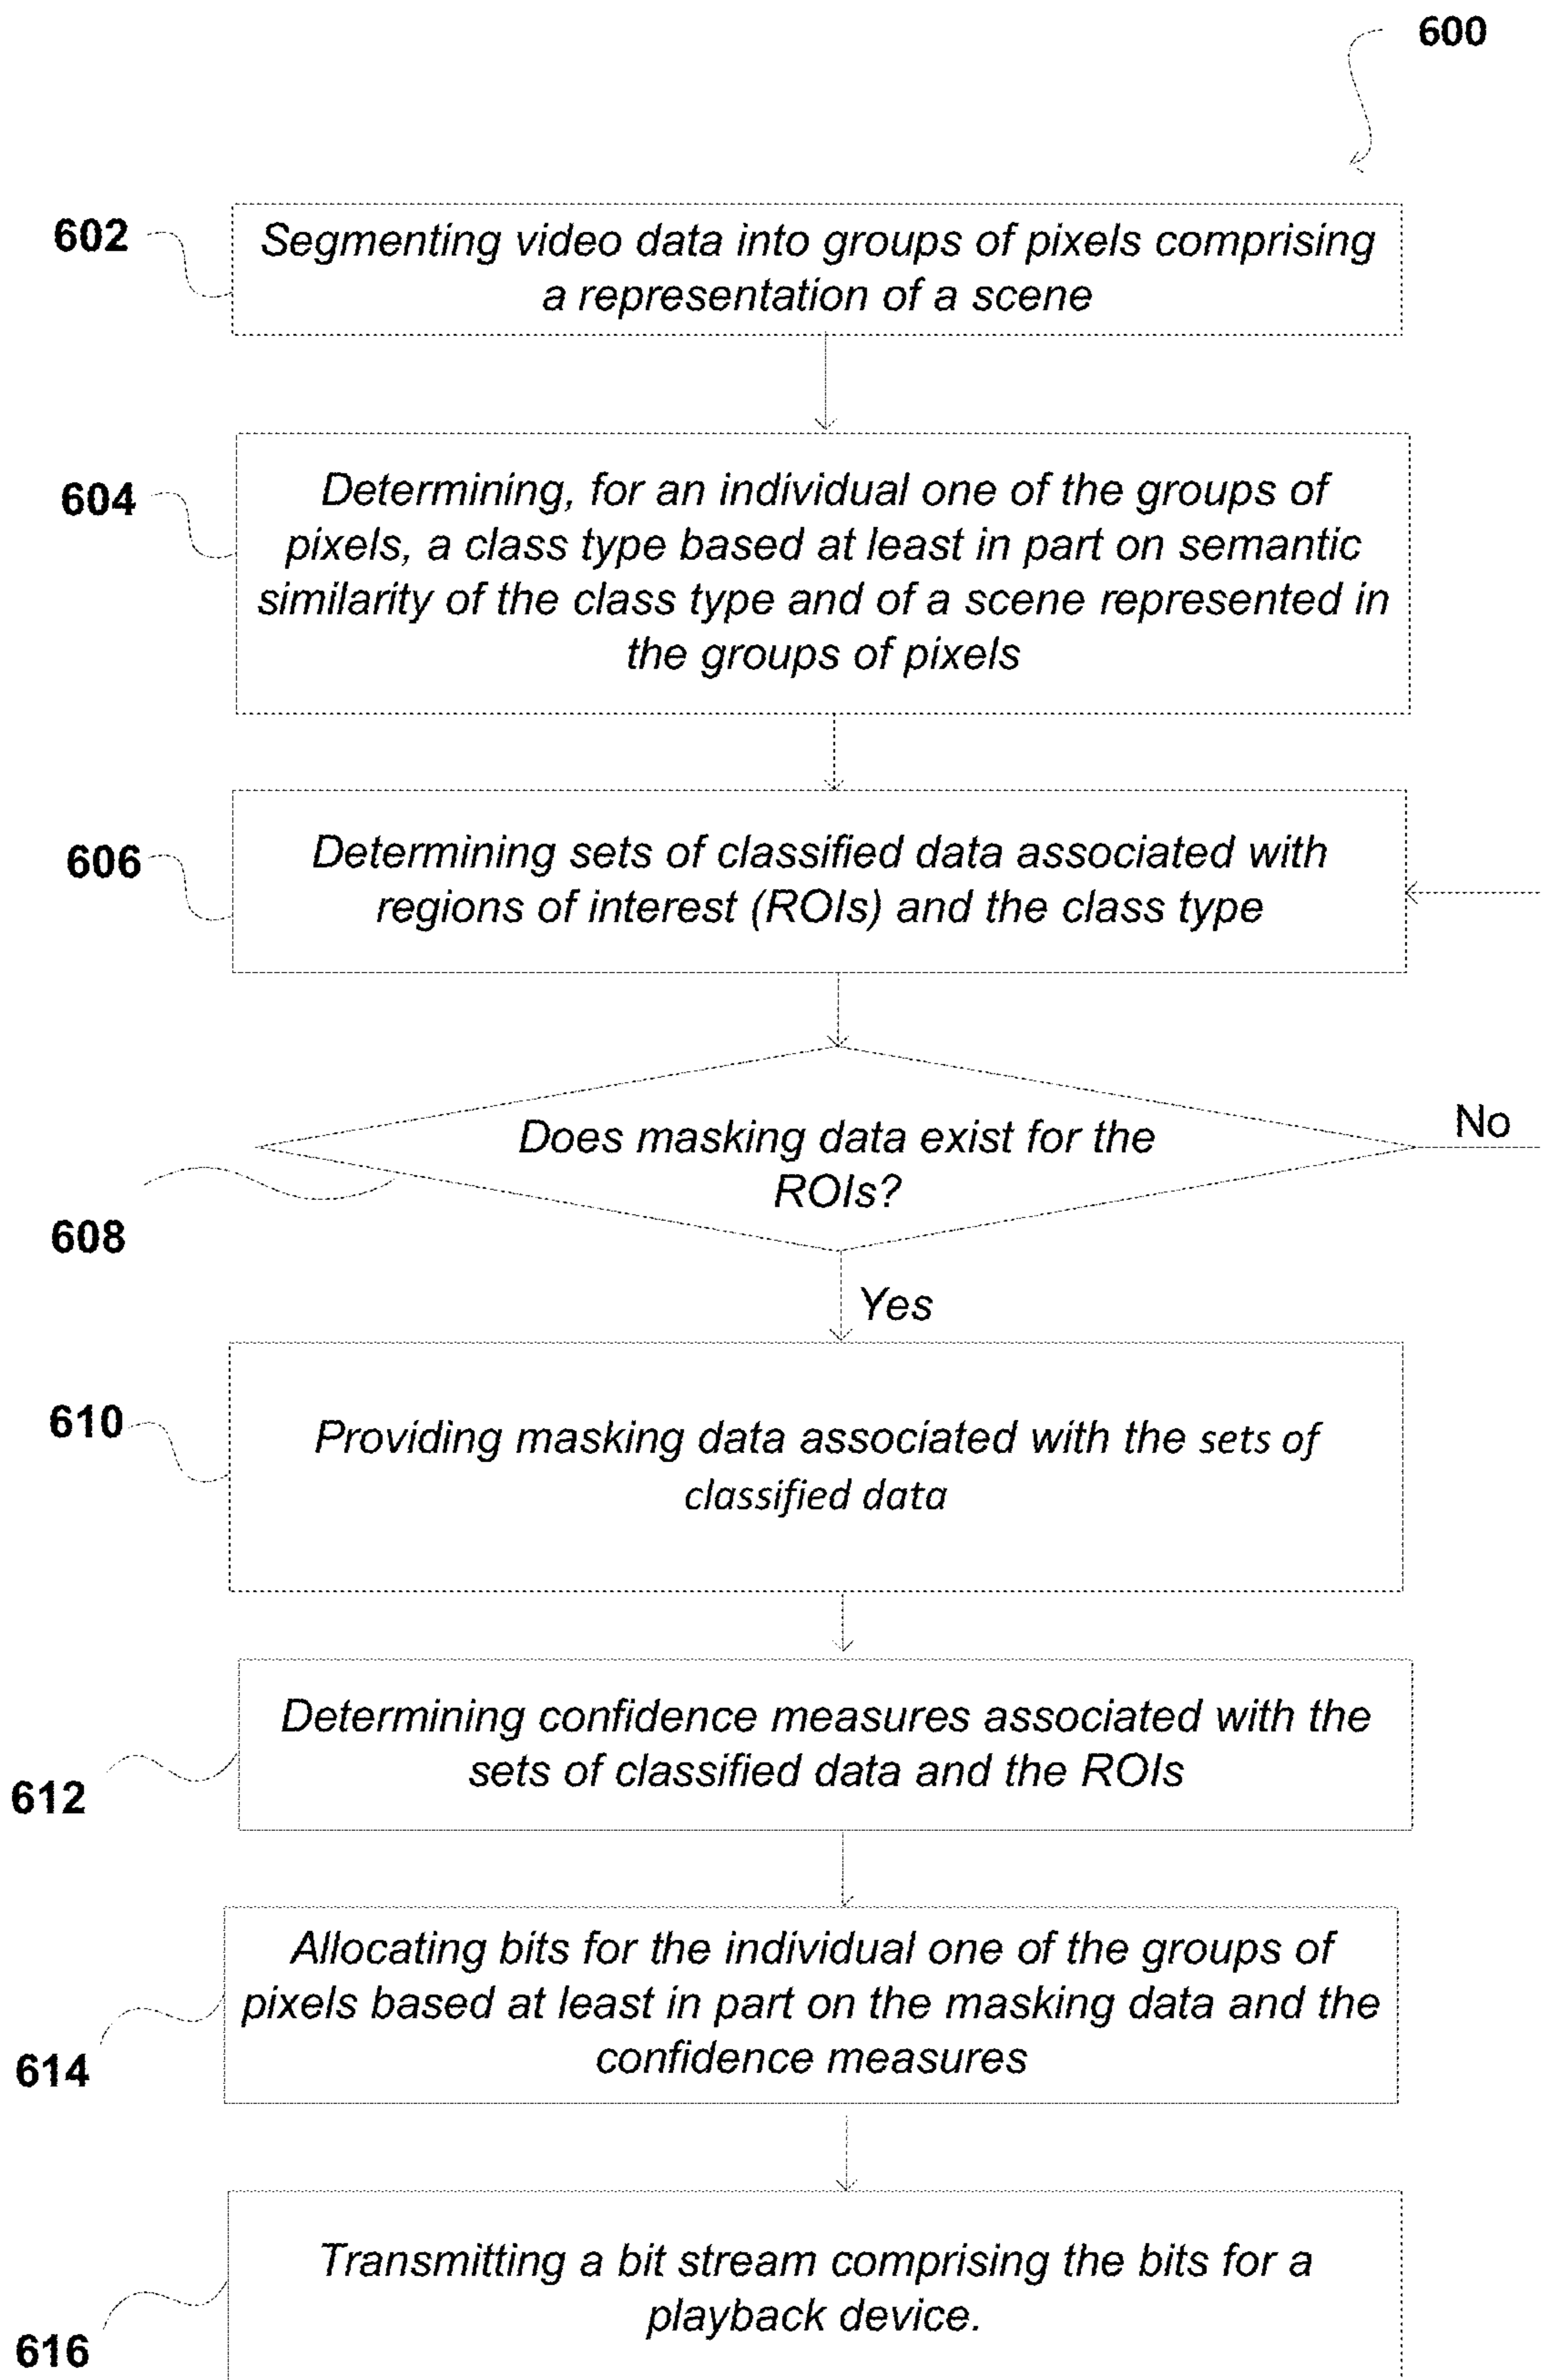 600
602
Segmenting video data into groups of pixels comprising
a representation of a scene
604
Determining, for an individual one of the groups of
pixels, a class type based at least in part on semantic
similarity of the class type and of a scene represented in
the groups of pixels
606
Determining sets of classified data associated with
regions of interest (ROIs) and the class type
Does masking data exist for the
ROIs?
No
608
Yes
610
Providing masking data associated with the sets of
classified data
612
Determining confidence measures associated with the
sets of classified data and the ROIs
Allocating bits for the individual one of the groups of
pixels based at least in part on the masking data and the
confidence measures
614
Transmitting a bit stream comprising the bits for a
playback device.
616